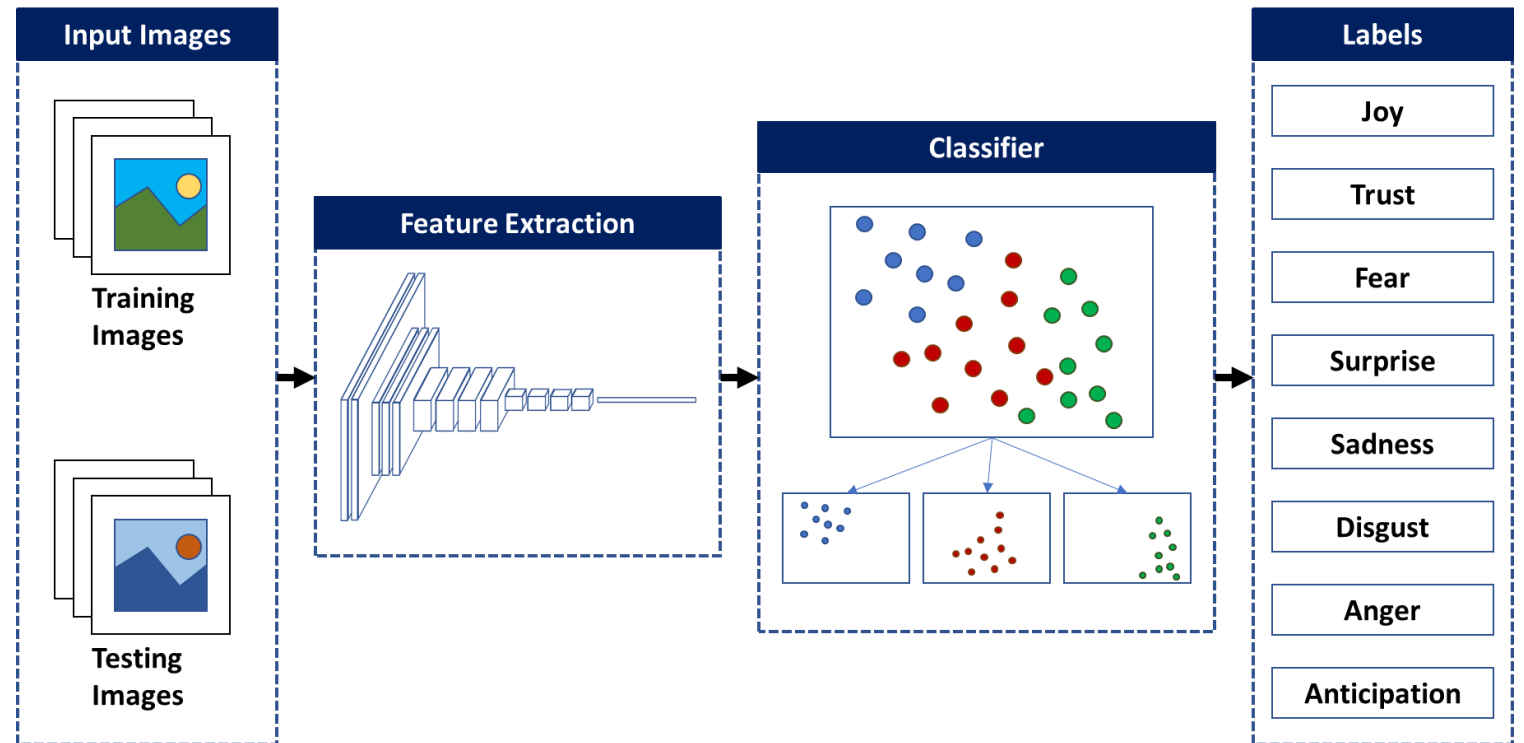 Input Images
Training
Images
Testing
Images
Feature Extraction
Classifier
Labels
Joy
Trust
Fear
Surprise
Sadness
Disgust
Anger
Anticipation